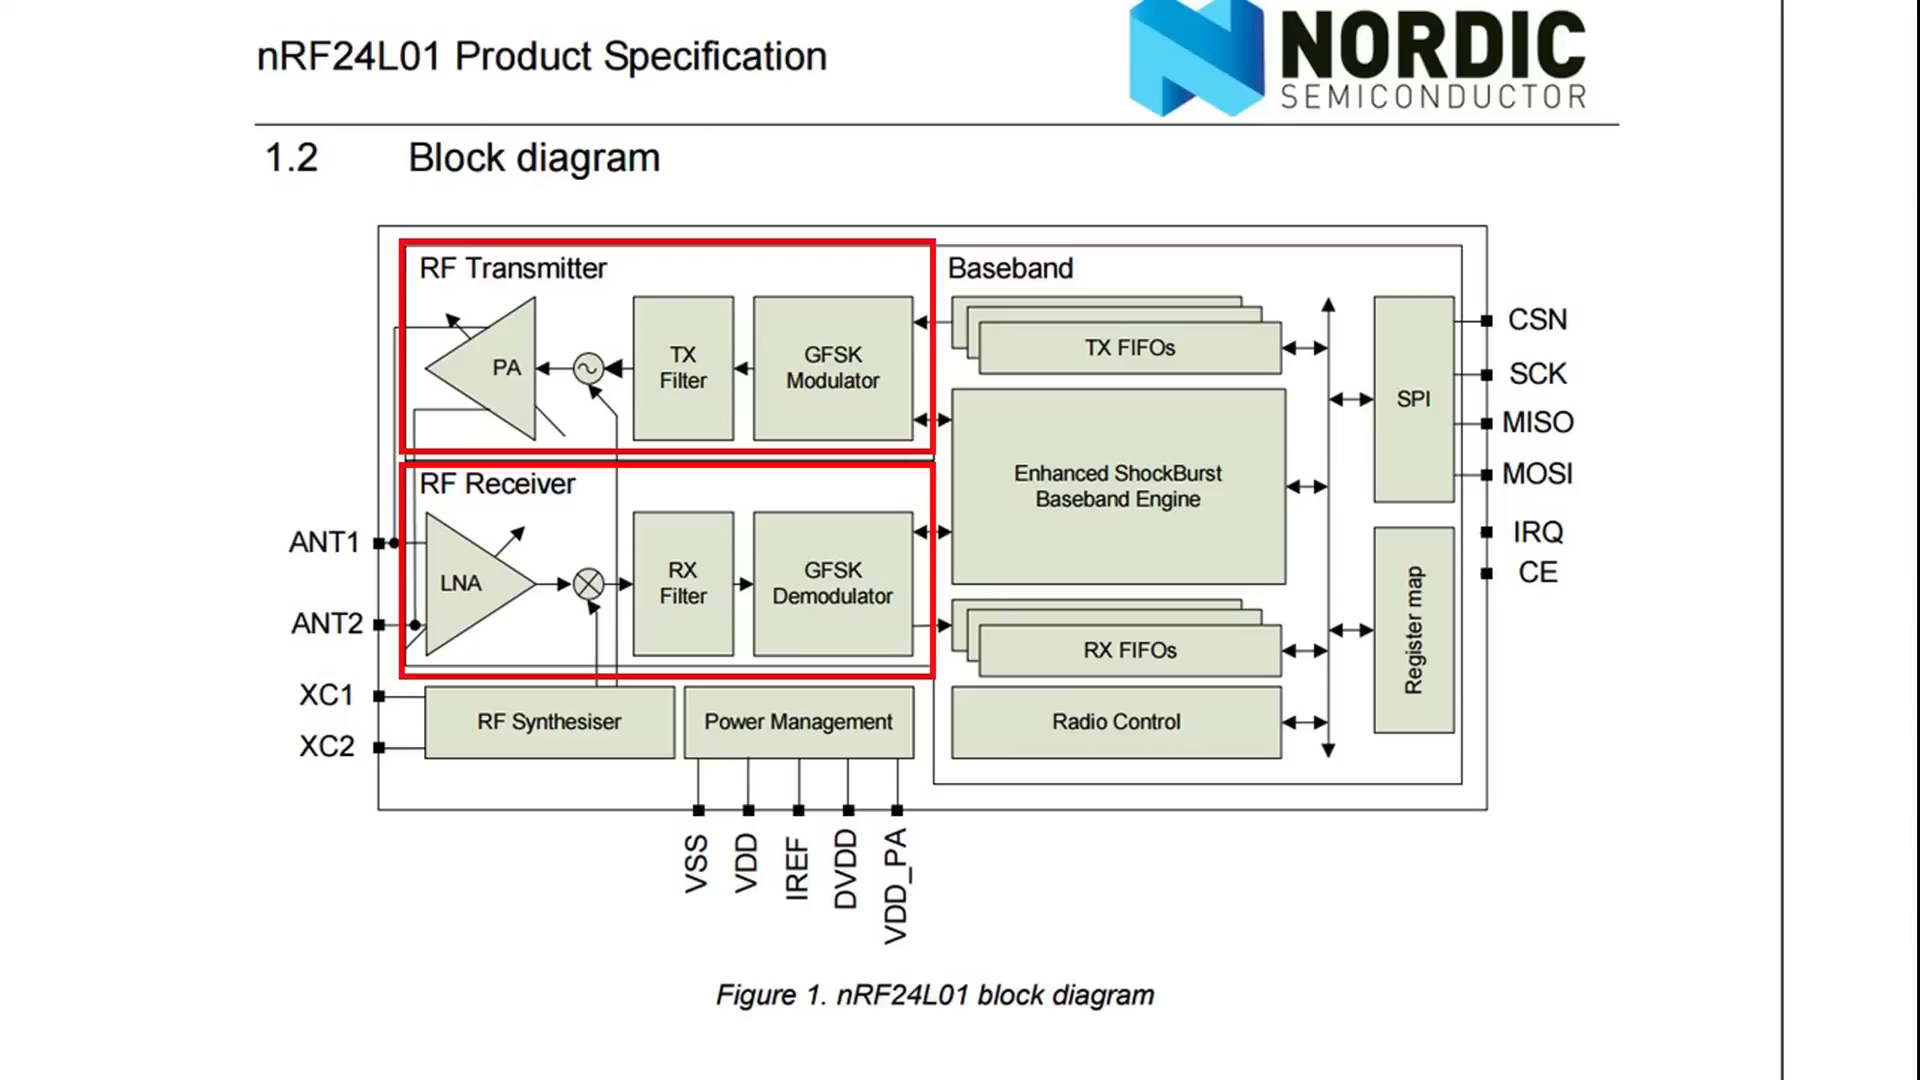 nRF24L01 Product Specification
NORDIC
SEMICONDUCTOR
1.2 Block diagram
RF Transmitter
PA
TX
Filter
GFSK
Modulator
Baseband
TX FIFOs
Enhanced ShockBurst
Baseband Engine
SPI
CSN
SCK
MISO
MOSI
IRQ
CE
RF Receiver
ANT1
LNA
RX
Filter
GFSK
Demodulator
ANT2
RX FIFOs
Register map
XC1
XC2
RF Synthesiser
Power Management
Radio Control
VSS
VDD
IREF
DVDD
VDD_PA
Figure 1. nRF24L01 block diagram